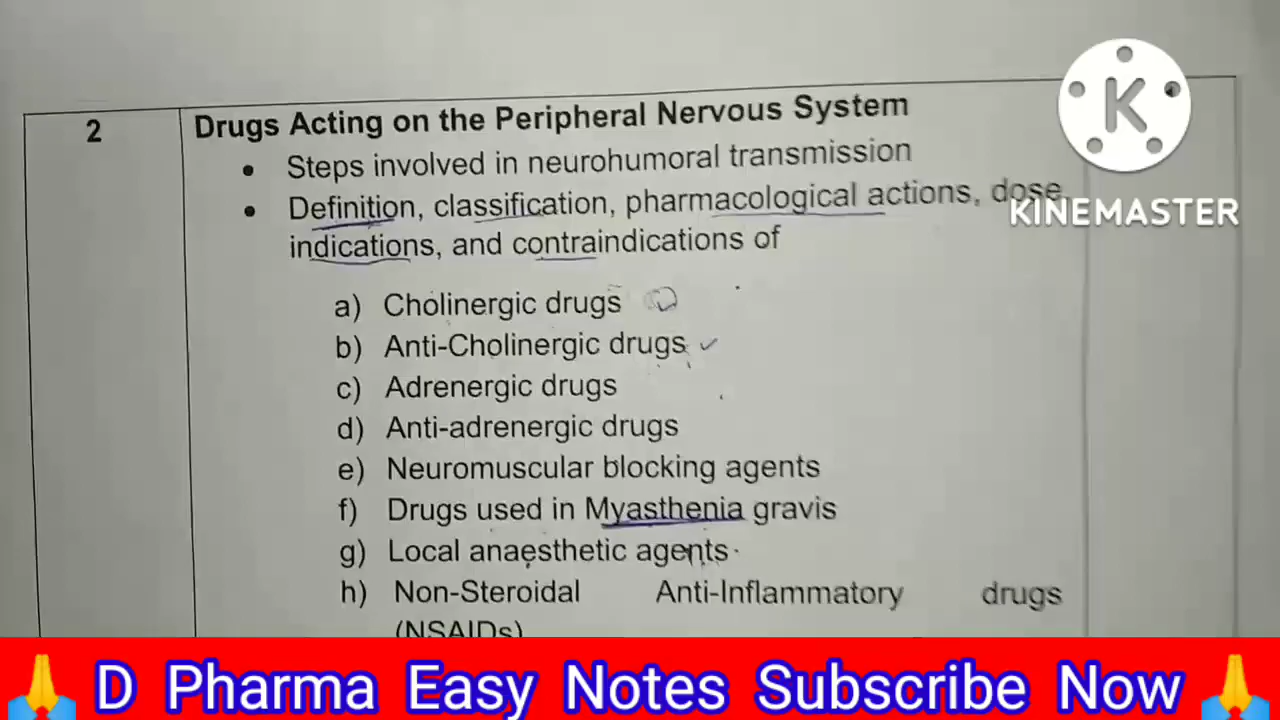 2
Drugs Acting on the Peripheral Nervous System
• Steps involved in neurohumoral transmission
• Definition, classification, pharmacological actions, dose,
indications, and contraindications of
a) Cholinergic drugs
b) Anti-Cholinergic drugs
c) Adrenergic drugs
d) Anti-adrenergic drugs
e) Neuromuscular blocking agents
f) Drugs used in Myasthenia gravis
g) Local anaesthetic agents
h) Non-Steroidal Anti-Inflammatory drugs
(NSAIDs)
K
KINEMASTER
🙏 D Pharma Easy Notes Subscribe Now 🙏